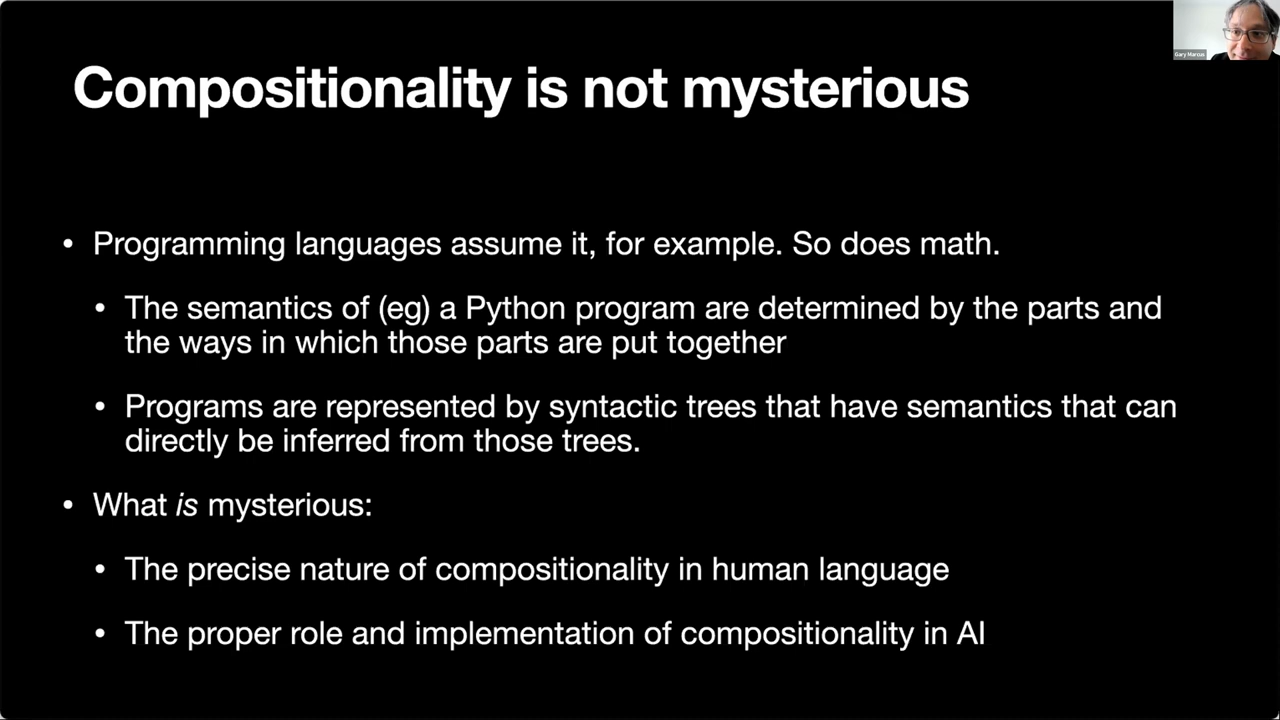 Gary Marcus
Compositionality is not mysterious
• Programming languages assume it, for example. So does math.
• The semantics of (eg) a Python program are determined by the parts and
the ways in which those parts are put together
• Programs are represented by syntactic trees that have semantics that can
directly be inferred from those trees.
• What is mysterious:
• The precise nature of compositionality in human language
• The proper role and implementation of compositionality in AI